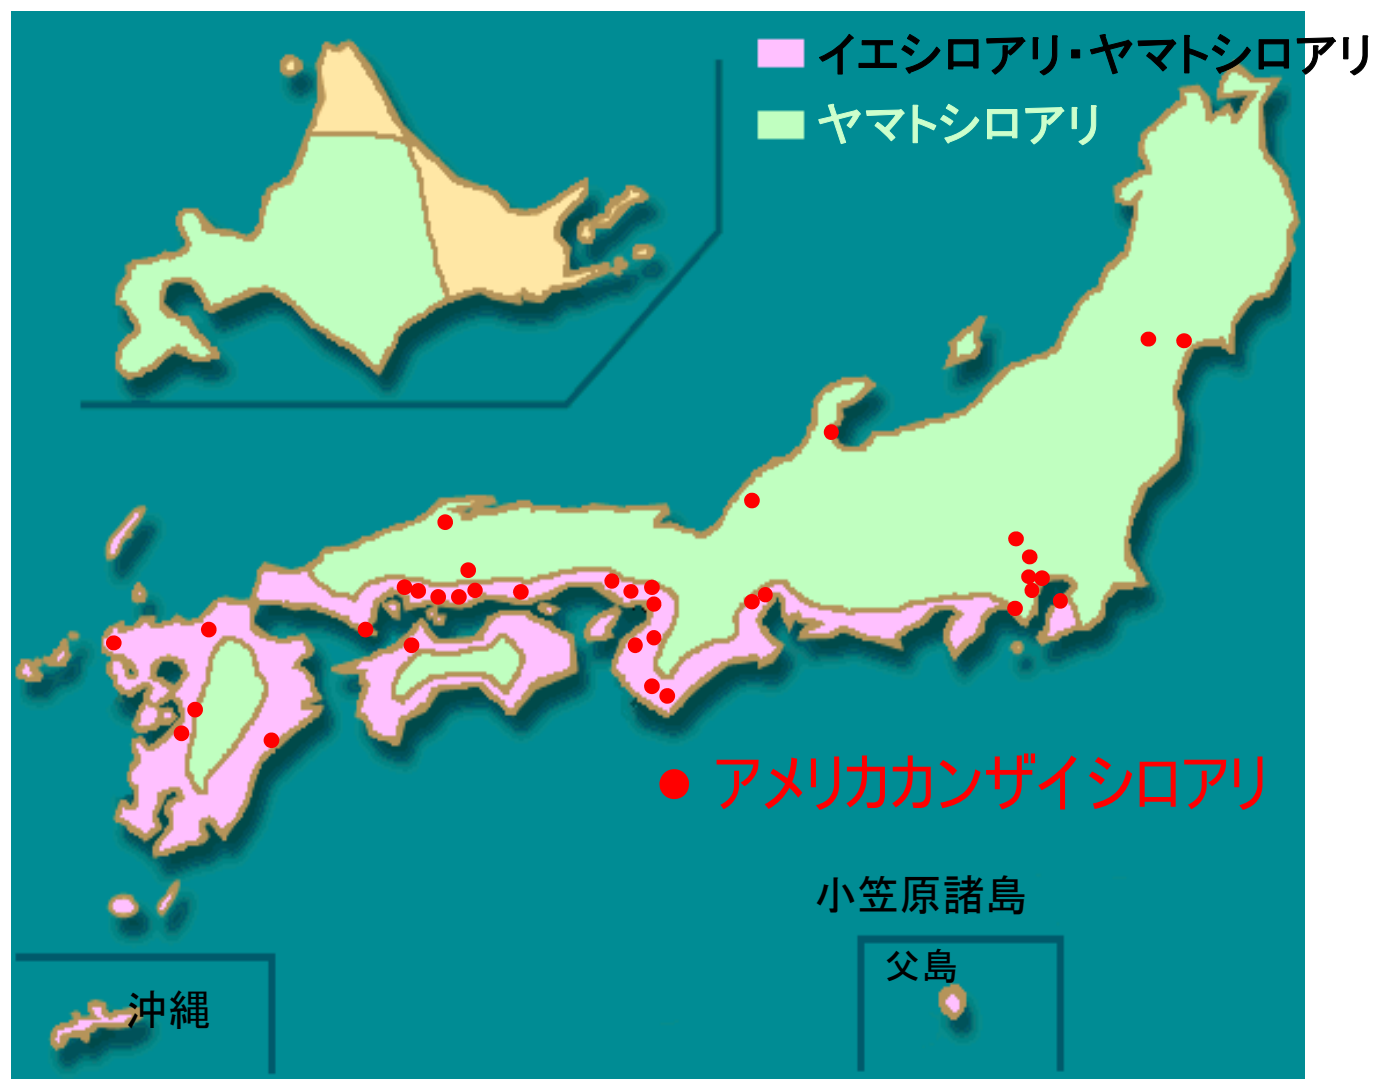 イエシロアリ・ヤマトシロアリ
ヤマトシロアリ
アメリカカンザイシロアリ
小笠原諸島
父島
沖縄